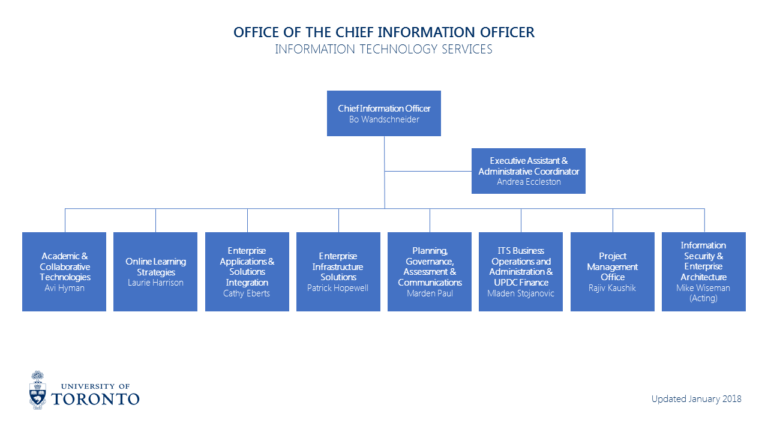 OFFICE OF THE CHIEF INFORMATION OFFICER
INFORMATION TECHNOLOGY SERVICES
Chief Information Officer
Bo Wandschneider
Executive Assistant &
Administrative Coordinator
Andrea Eccleston
Academic &
Collaborative
Technologies
Avi Hyman
Online Learning
Strategies
Laurie Harrison
Enterprise
Applications &
Solutions
Integration
Cathy Eberts
Enterprise
Infrastructure
Solutions
Patrick Hopewell
Planning,
Governance,
Assessment &
Communications
Marden Paul
ITS Business
Operations and
Administration &
UPDC Finance
Mladen Stojanovic
Project
Management
Office
Rajiv Kaushik
Information
Security &
Enterprise
Architecture
Mike Wiseman
(Acting)
UNIVERSITY OF
TORONTO
Updated January 2018